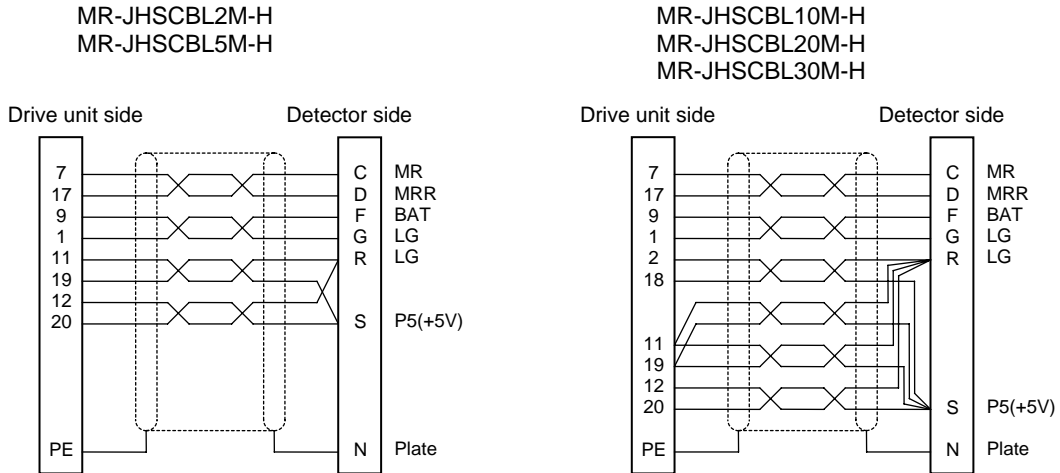 MR-JHSCBL2M-H
MR-JHSCBL5M-H
Drive unit side Detector side
7 C MR
17 D MRR
9 F BAT
1 G LG
11 R LG
19
12
20 S P5(+5V)
PE N Plate
MR-JHSCBL10M-H
MR-JHSCBL20M-H
MR-JHSCBL30M-H
Drive unit side Detector side
7 C MR
17 D MRR
9 F BAT
1 G LG
2 R LG
18
11
19
12
20 S P5(+5V)
PE N Plate